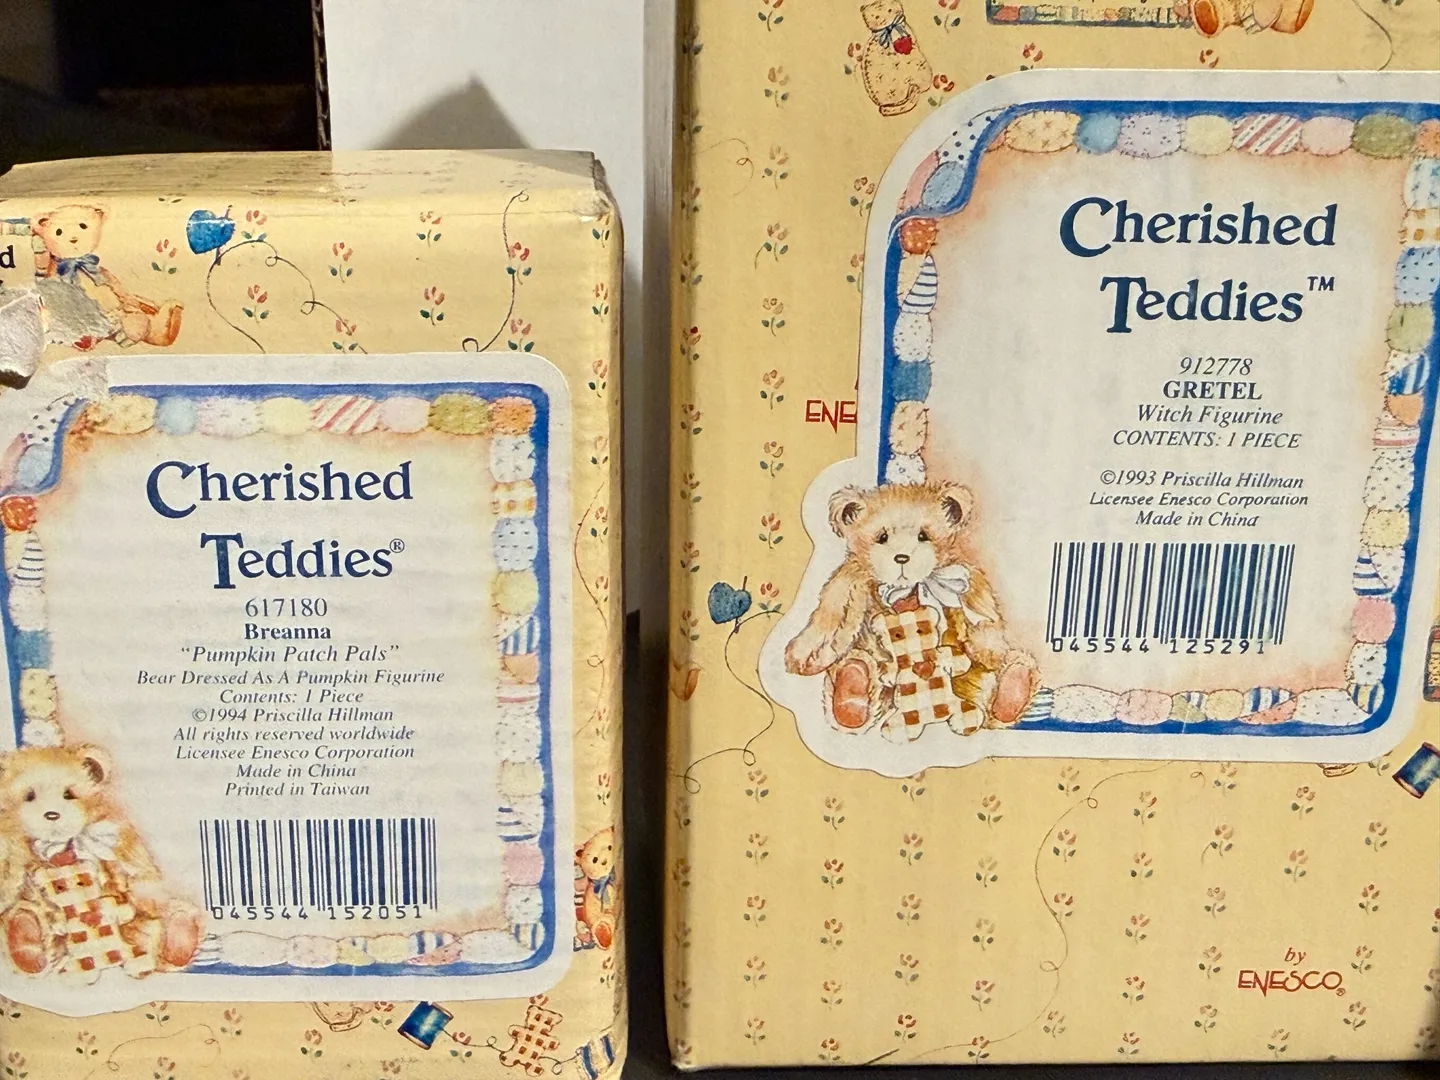 d
Cherished
Teddies®
617180
Breanna
"Pumpkin Patch Pals"
Bear Dressed As A Pumpkin Figurine
Contents: 1 Piece
©1994 Priscilla Hillman
All rights reserved worldwide
Licensee Enesco Corporation
Made in China
Printed in Taiwan
045544 152051
ENE
Cherished
Teddies™
912778
GRETEL
Witch Figurine
CONTENTS: 1 PIECE
©1993 Priscilla Hillman
Licensee Enesco Corporation
Made in China
045544 125291
by
ENESCO®